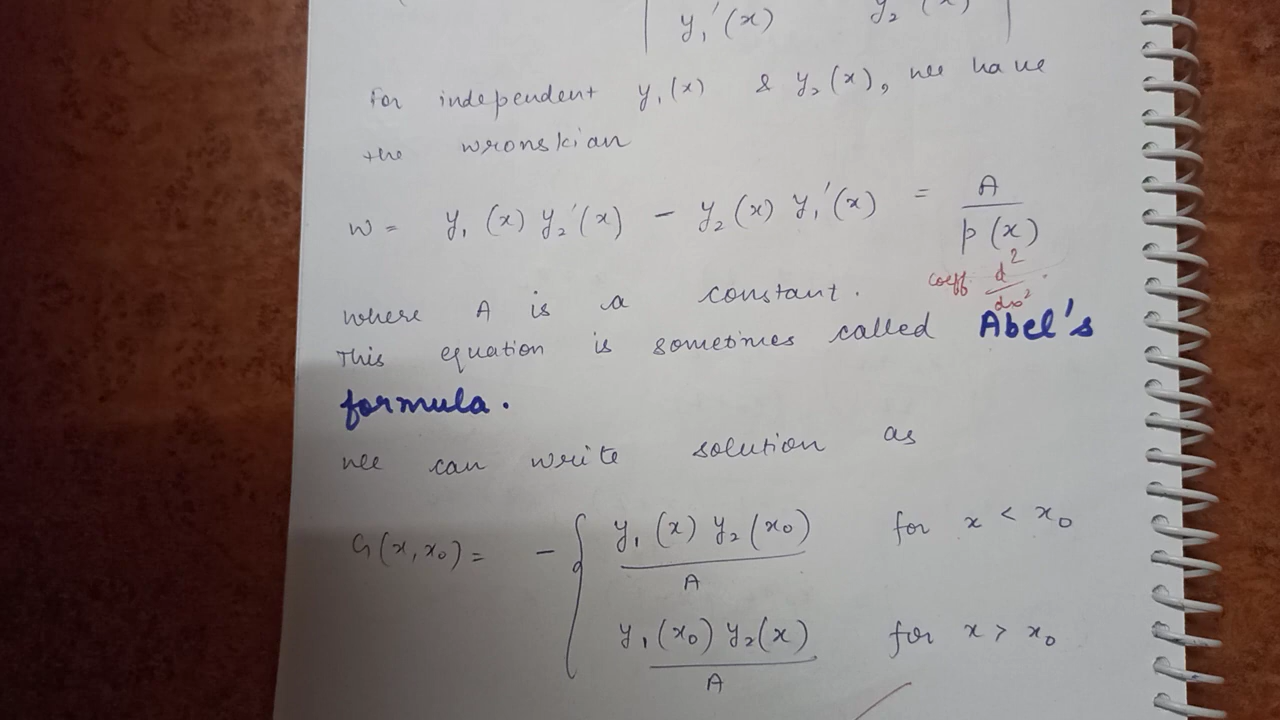 | y₁'(x) y₂'(x) |
For independent y₁(x) & y₂(x), we have
the wronskian
W = y₁(x) y₂'(x) - y₂(x) y₁'(x) = A / p(x)
coeff d²/dx².
where A is a constant.
This equation is sometimes called Abel's
formula.
we can write solution as
G(x, x₀) = - { y₁(x) y₂(x₀) / A for x < x₀
y₁(x₀) y₂(x) / A for x > x₀